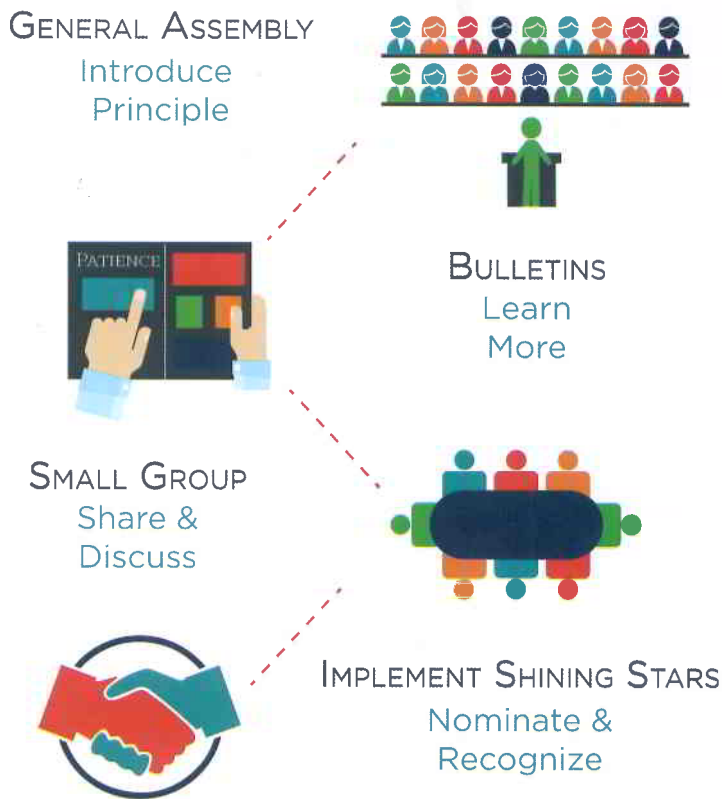 GENERAL ASSEMBLY
Introduce
Principle
PATIENCE
BULLETINS
Learn
More
SMALL GROUP
Share &
Discuss
IMPLEMENT SHINING STARS
Nominate &
Recognize